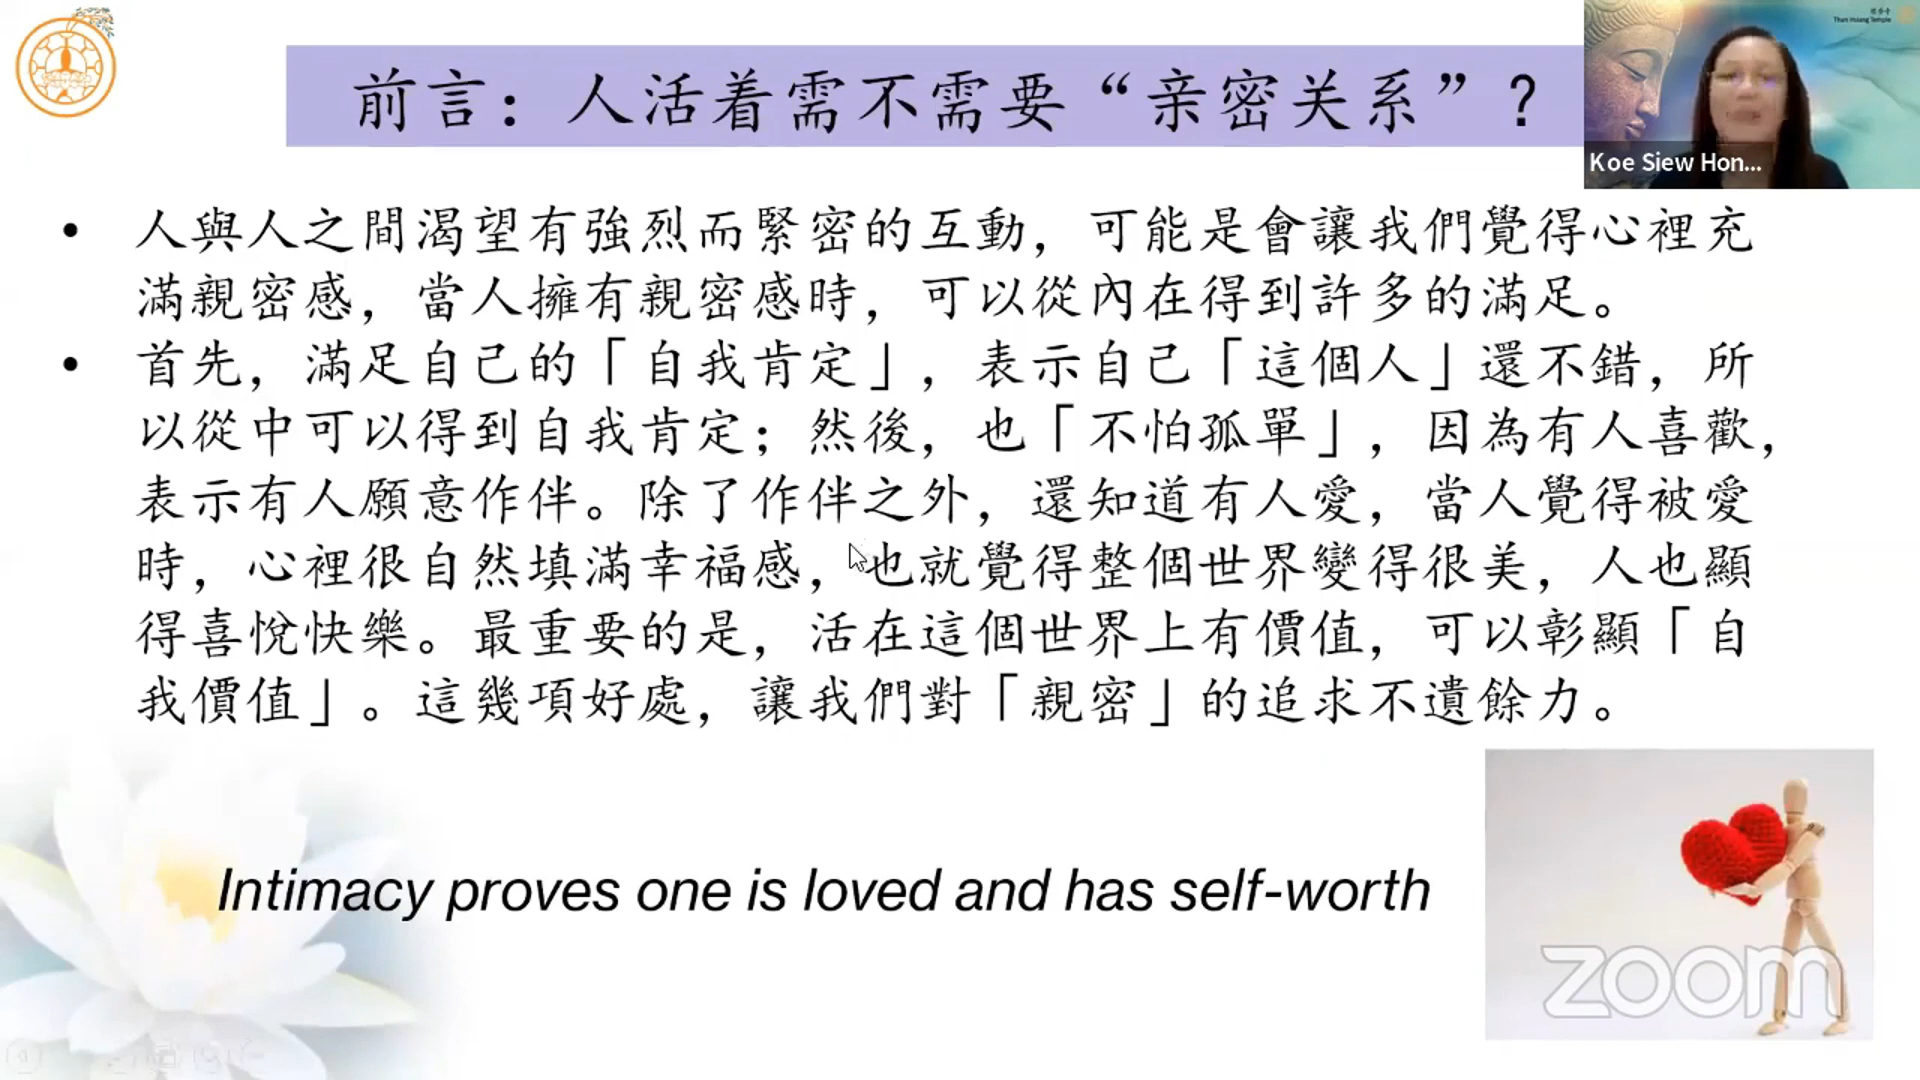 前言：人活着需不需要“亲密关系”？
Than Hsiang Temple
Koe Siew Hon...
• 人與人之間渴望有強烈而緊密的互動，可能是會讓我們覺得心裡充
滿親密感，當人擁有親密感時，可以從內在得到許多的滿足。
• 首先，滿足自己的「自我肯定」，表示自己「這個人」還不錯，所
以從中可以得到自我肯定；然後，也「不怕孤單」，因為有人喜歡，
表示有人願意作伴。除了作伴之外，還知道有人愛，當人覺得被愛
時，心裡很自然填滿幸福感，也就覺得整個世界變得很美，人也顯
得喜悅快樂。最重要的是，活在這個世界上有價值，可以彰顯「自
我價值」。這幾項好處，讓我們對「親密」的追求不遺餘力。
Intimacy proves one is loved and has self-worth
zoom